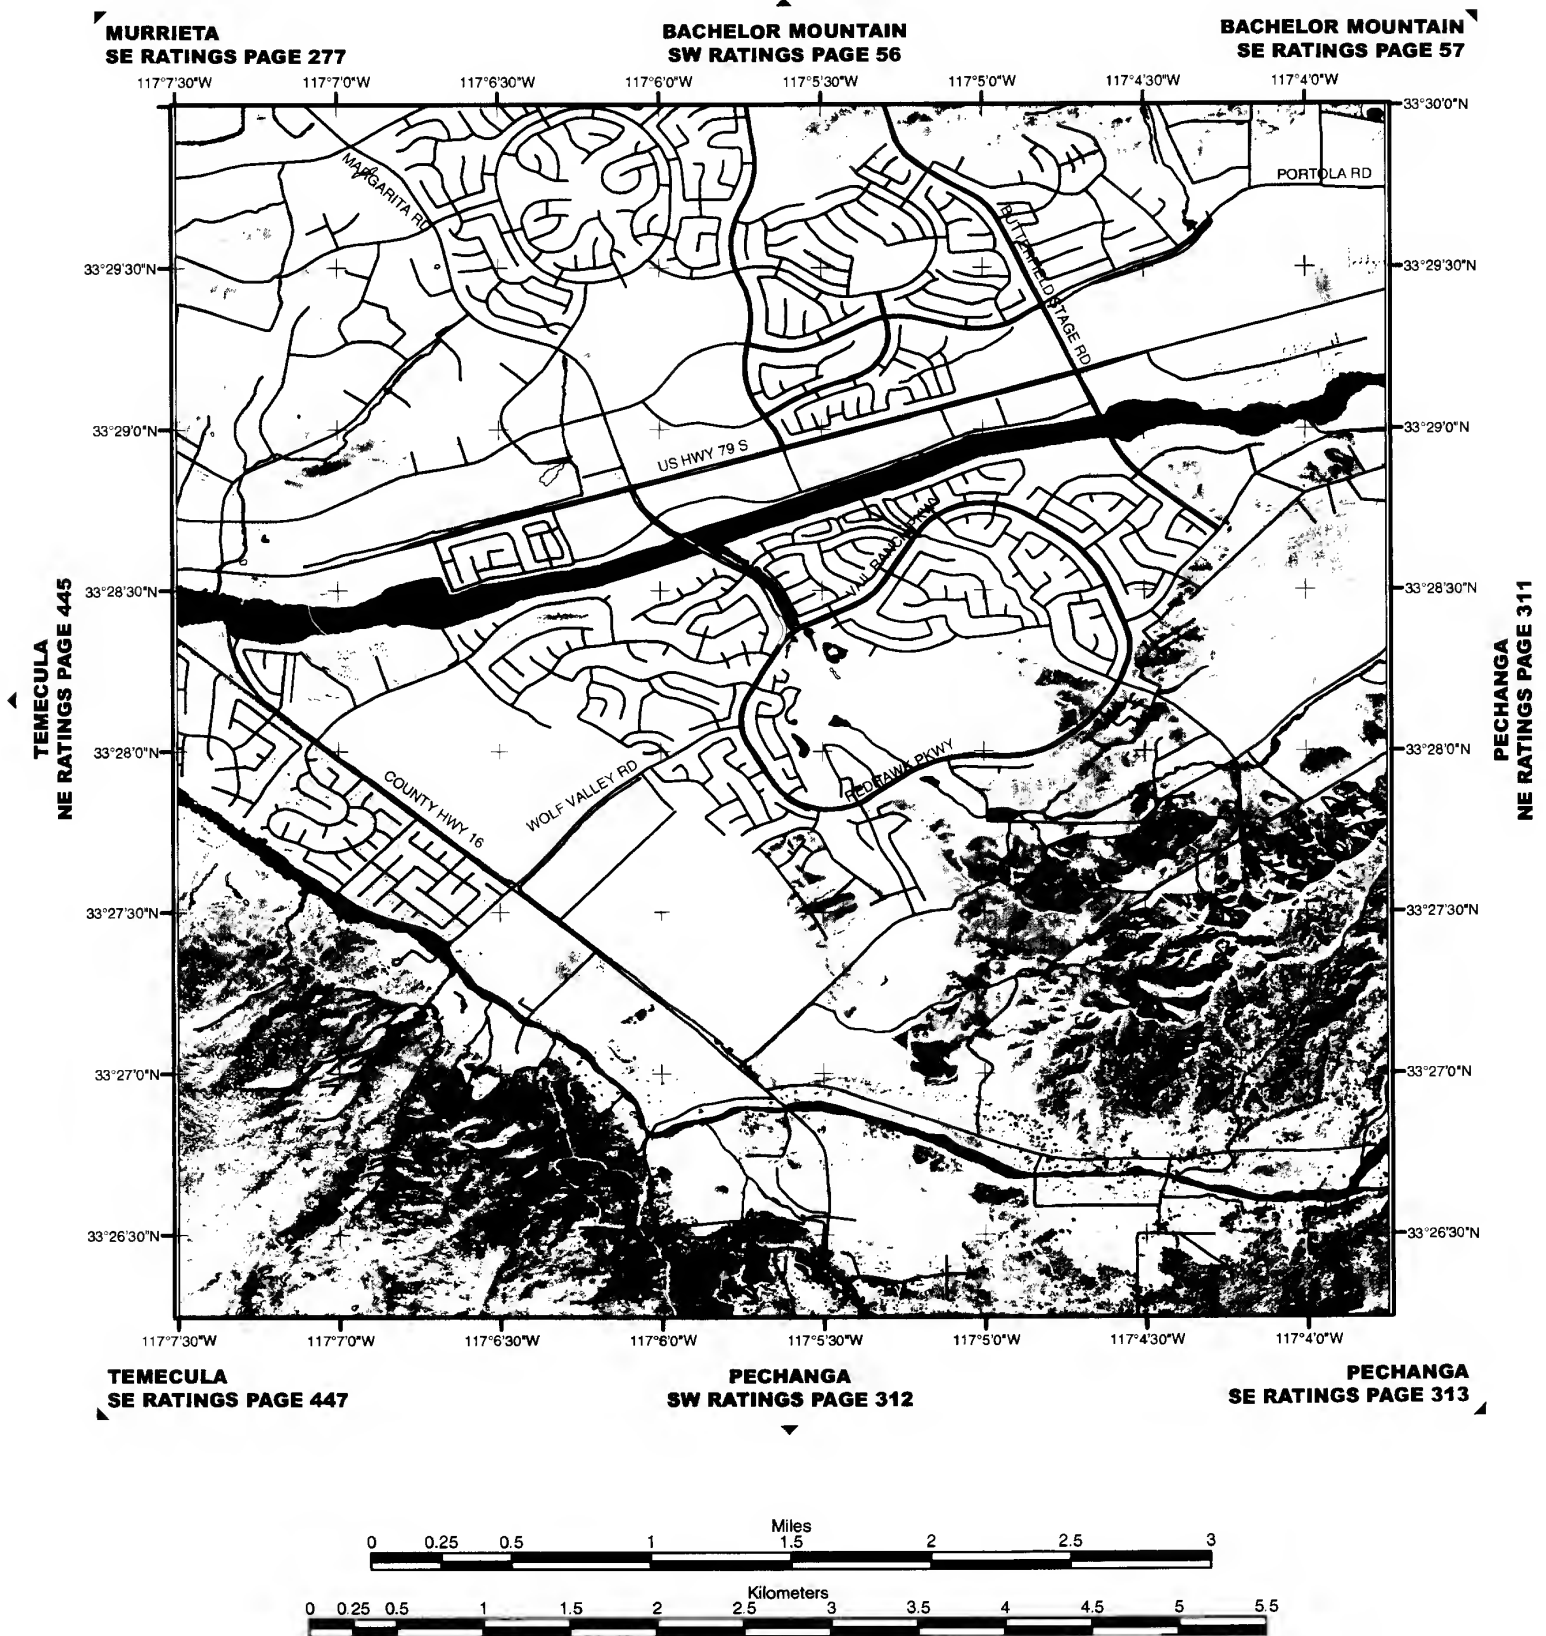 MURRIETA
SE RATINGS PAGE 277
BACHELOR MOUNTAIN
SW RATINGS PAGE 56
BACHELOR MOUNTAIN
SE RATINGS PAGE 57
117°7'30"W 117°7'0"W 117°6'30"W 117°6'0"W 117°5'30"W 117°5'0"W 117°4'30"W 117°4'0"W
33°30'0"N
MARGARITA RD
PORTOLA RD
BUTTERFIELD STAGE RD
33°29'30"N 33°29'30"N
33°29'0"N 33°29'0"N
US HWY 79 S
VAIL RANCH PKWY
33°28'30"N 33°28'30"N
TEMECULA
NE RATINGS PAGE 445
PECHANGA
NE RATINGS PAGE 311
33°28'0"N 33°28'0"N
COUNTY HWY 16
WOLF VALLEY RD
REDHAWK PKWY
33°27'30"N 33°27'30"N
33°27'0"N 33°27'0"N
33°26'30"N 33°26'30"N
117°7'30"W 117°7'0"W 117°6'30"W 117°6'0"W 117°5'30"W 117°5'0"W 117°4'30"W 117°4'0"W
TEMECULA
SE RATINGS PAGE 447
PECHANGA
SW RATINGS PAGE 312
PECHANGA
SE RATINGS PAGE 313
Miles
0 0.25 0.5 1 1.5 2 2.5 3
Kilometers
0 0.25 0.5 1 1.5 2 2.5 3 3.5 4 4.5 5 5.5